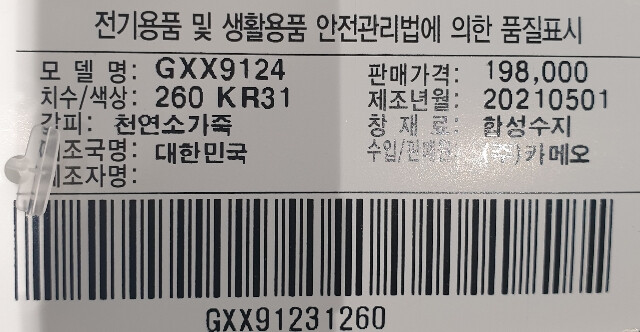 전기용품 및 생활용품 안전관리법에 의한 품질표시
모 델 명: GXX9124 판매가격: 198,000
치수/색상: 260 KR31 제조년월: 20210501
갑피: 천연소가죽 창 재 료: 합성수지
제조국명: 대한민국 수입/판매원: (주)카메오
제조자명:
GXX91231260